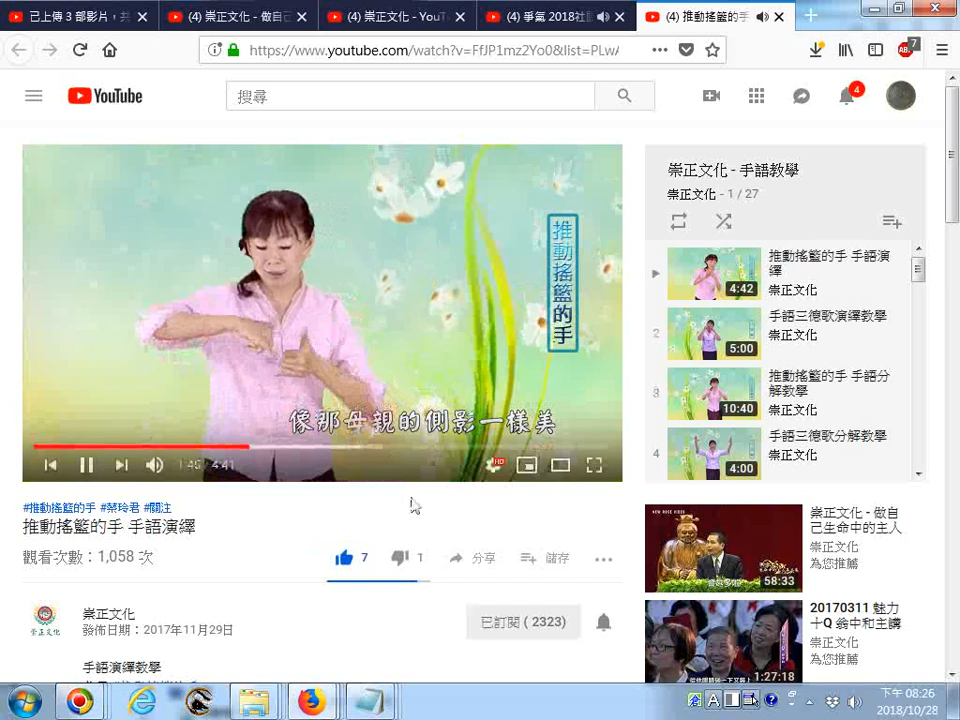 已上傳 3 部影片，共
(4) 崇正文化 - 做自己
(4) 崇正文化 - YouT
(4) 爭氣 2018社區
(4) 推動搖籃的手
https://www.youtube.com/watch?v=FfJP1mz2Yo0&list=PLwA
7
YouTube
搜尋
4
推動搖籃的手
像那母親的側影一樣美
1:45 / 4:41
HD
#推動搖籃的手 #蔡玲君 #關注
推動搖籃的手 手語演繹
觀看次數：1,058 次
7
1
分享
儲存
崇正文化
發佈日期：2017年11月29日
已訂閱 (2323)
手語演繹教學
崇正文化 - 手語教學
崇正文化 - 1 / 27
推動搖籃的手 手語演
繹
崇正文化
4:42
2
手語三德歌演繹教學
崇正文化
5:00
3
推動搖籃的手 手語分
解教學
崇正文化
10:40
4
手語三德歌分解教學
崇正文化
4:00
崇正文化 - 做自
己生命中的主人
崇正文化
為您推薦
58:33
20170311 魅力
十Q 翁中和主講
崇正文化
為您推薦
1:27:18
A
下午 08:26
2018/10/28